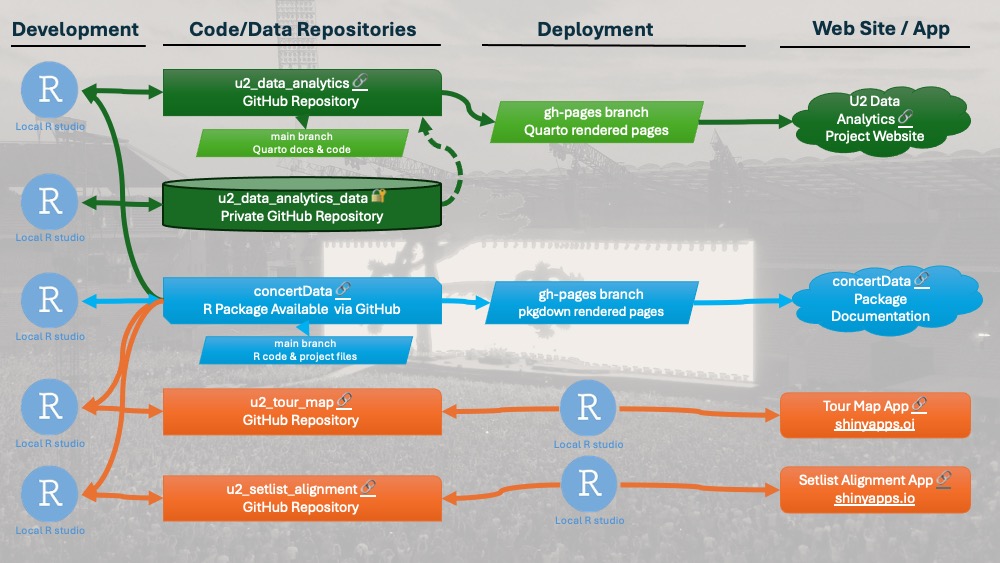 Development
Code/Data Repositories
Deployment
Web Site / App
R
Local R studio
u2_data_analytics
GitHub Repository
main branch
Quarto docs & code
gh-pages branch
Quarto rendered pages
U2 Data
Analytics
Project Website
R
Local R studio
u2_data_analytics_data
Private GitHub Repository
R
Local R studio
concertData
R Package Available via GitHub
main branch
R code & project files
gh-pages branch
pkgdown rendered pages
concertData
Package
Documentation
R
Local R studio
u2_tour_map
GitHub Repository
R
Local R studio
Tour Map App
shinyapps.oi
R
Local R studio
u2_setlist_alignment
GitHub Repository
R
Local R studio
Setlist Alignment App
shinyapps.io